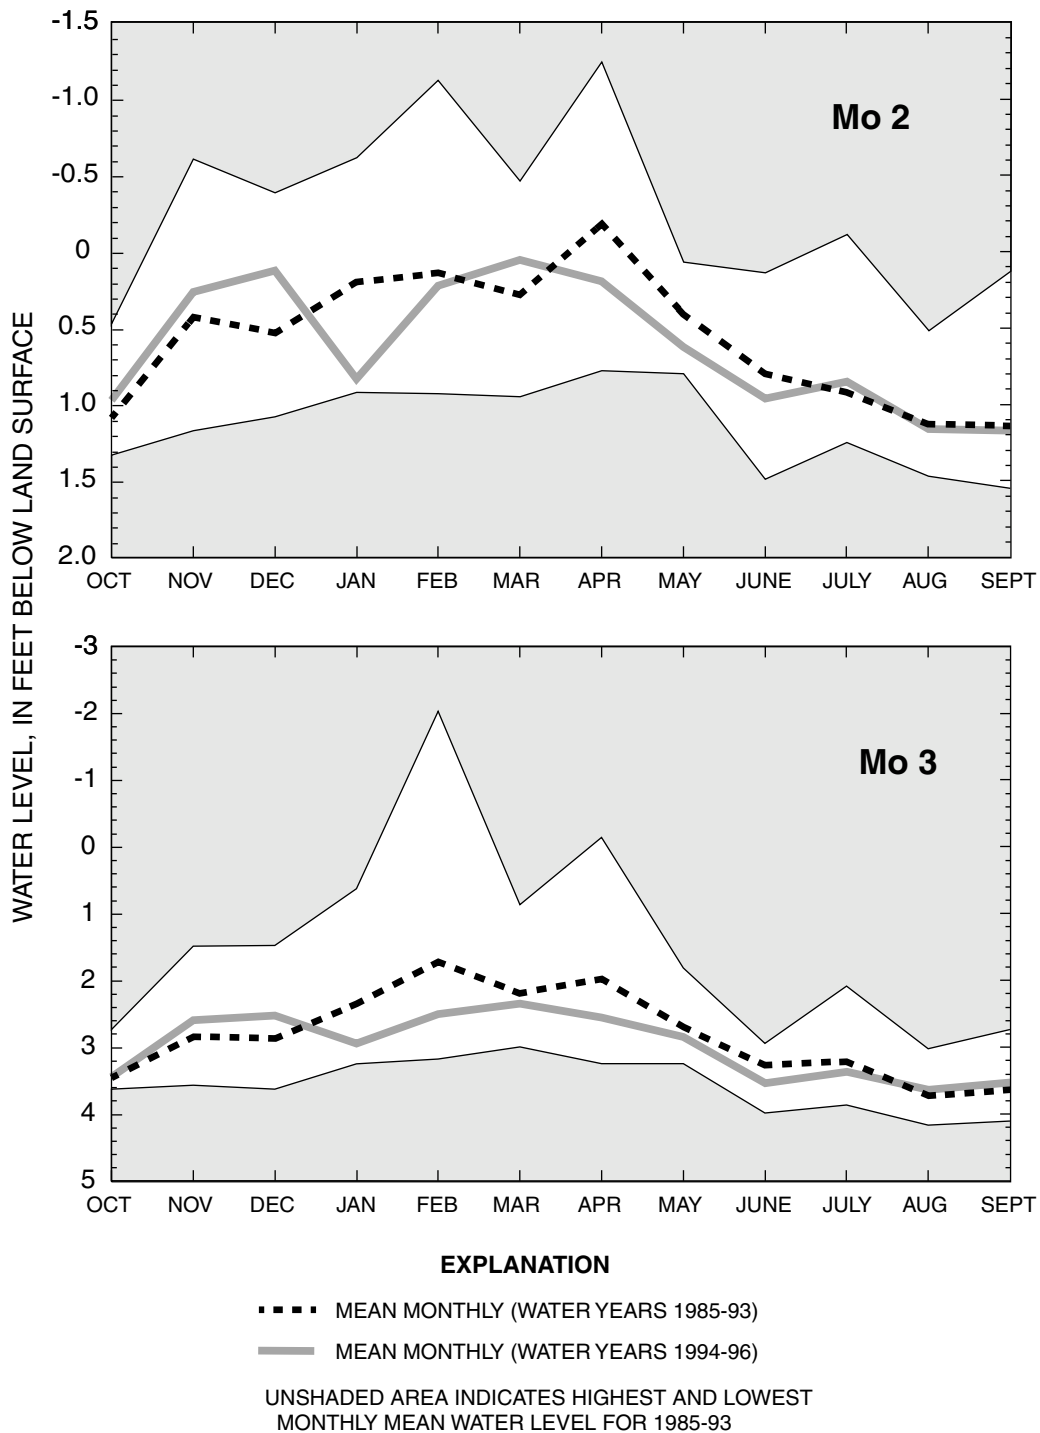 WATER LEVEL, IN FEET BELOW LAND SURFACE
-1.5
-1.0
-0.5
0
0.5
1.0
1.5
2.0
Mo 2
OCT NOV DEC JAN FEB MAR APR MAY JUNE JULY AUG SEPT
-3
-2
-1
0
1
2
3
4
5
Mo 3
OCT NOV DEC JAN FEB MAR APR MAY JUNE JULY AUG SEPT
EXPLANATION
MEAN MONTHLY (WATER YEARS 1985-93)
MEAN MONTHLY (WATER YEARS 1994-96)
UNSHADED AREA INDICATES HIGHEST AND LOWEST
MONTHLY MEAN WATER LEVEL FOR 1985-93